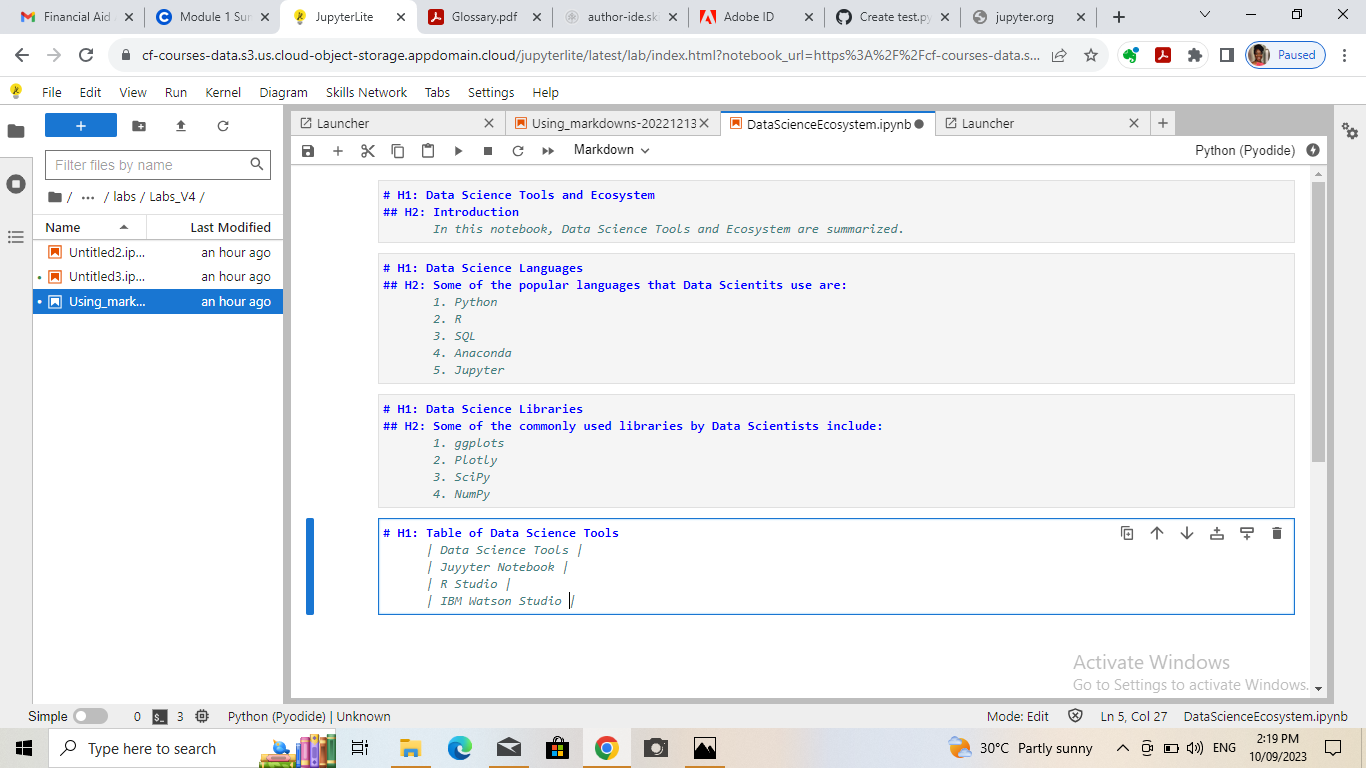 Financial Aid
Module 1 Sur
JupyterLite
Glossary.pdf
author-ide.sk
Adobe ID
Create test.py
jupyter.org
cf-courses-data.s3.us.cloud-object-storage.appdomain.cloud/jupyterlite/latest/lab/index.html?notebook_url=https%3A%2F%2Fcf-courses-data.s...
Paused
File Edit View Run Kernel Diagram Skills Network Tabs Settings Help
Filter files by name
/ ... / labs / Labs_V4 /
Name Last Modified
Untitled2.ip... an hour ago
Untitled3.ip... an hour ago
Using_mark... an hour ago
Launcher
Using_markdowns-20221213
DataScienceEcosystem.ipynb
Launcher
Markdown
Python (Pyodide)
# H1: Data Science Tools and Ecosystem
## H2: Introduction
In this notebook, Data Science Tools and Ecosystem are summarized.
# H1: Data Science Languages
## H2: Some of the popular languages that Data Scientits use are:
1. Python
2. R
3. SQL
4. Anaconda
5. Jupyter
# H1: Data Science Libraries
## H2: Some of the commonly used libraries by Data Scientists include:
1. ggplots
2. Plotly
3. SciPy
4. NumPy
# H1: Table of Data Science Tools
| Data Science Tools |
| Juyyter Notebook |
| R Studio |
| IBM Watson Studio |
Activate Windows
Go to Settings to activate Windows.
Simple 0 3 Python (Pyodide) | Unknown
Mode: Edit Ln 5, Col 27 DataScienceEcosystem.ipynb
Type here to search
30°C Partly sunny
ENG
2:19 PM
10/09/2023